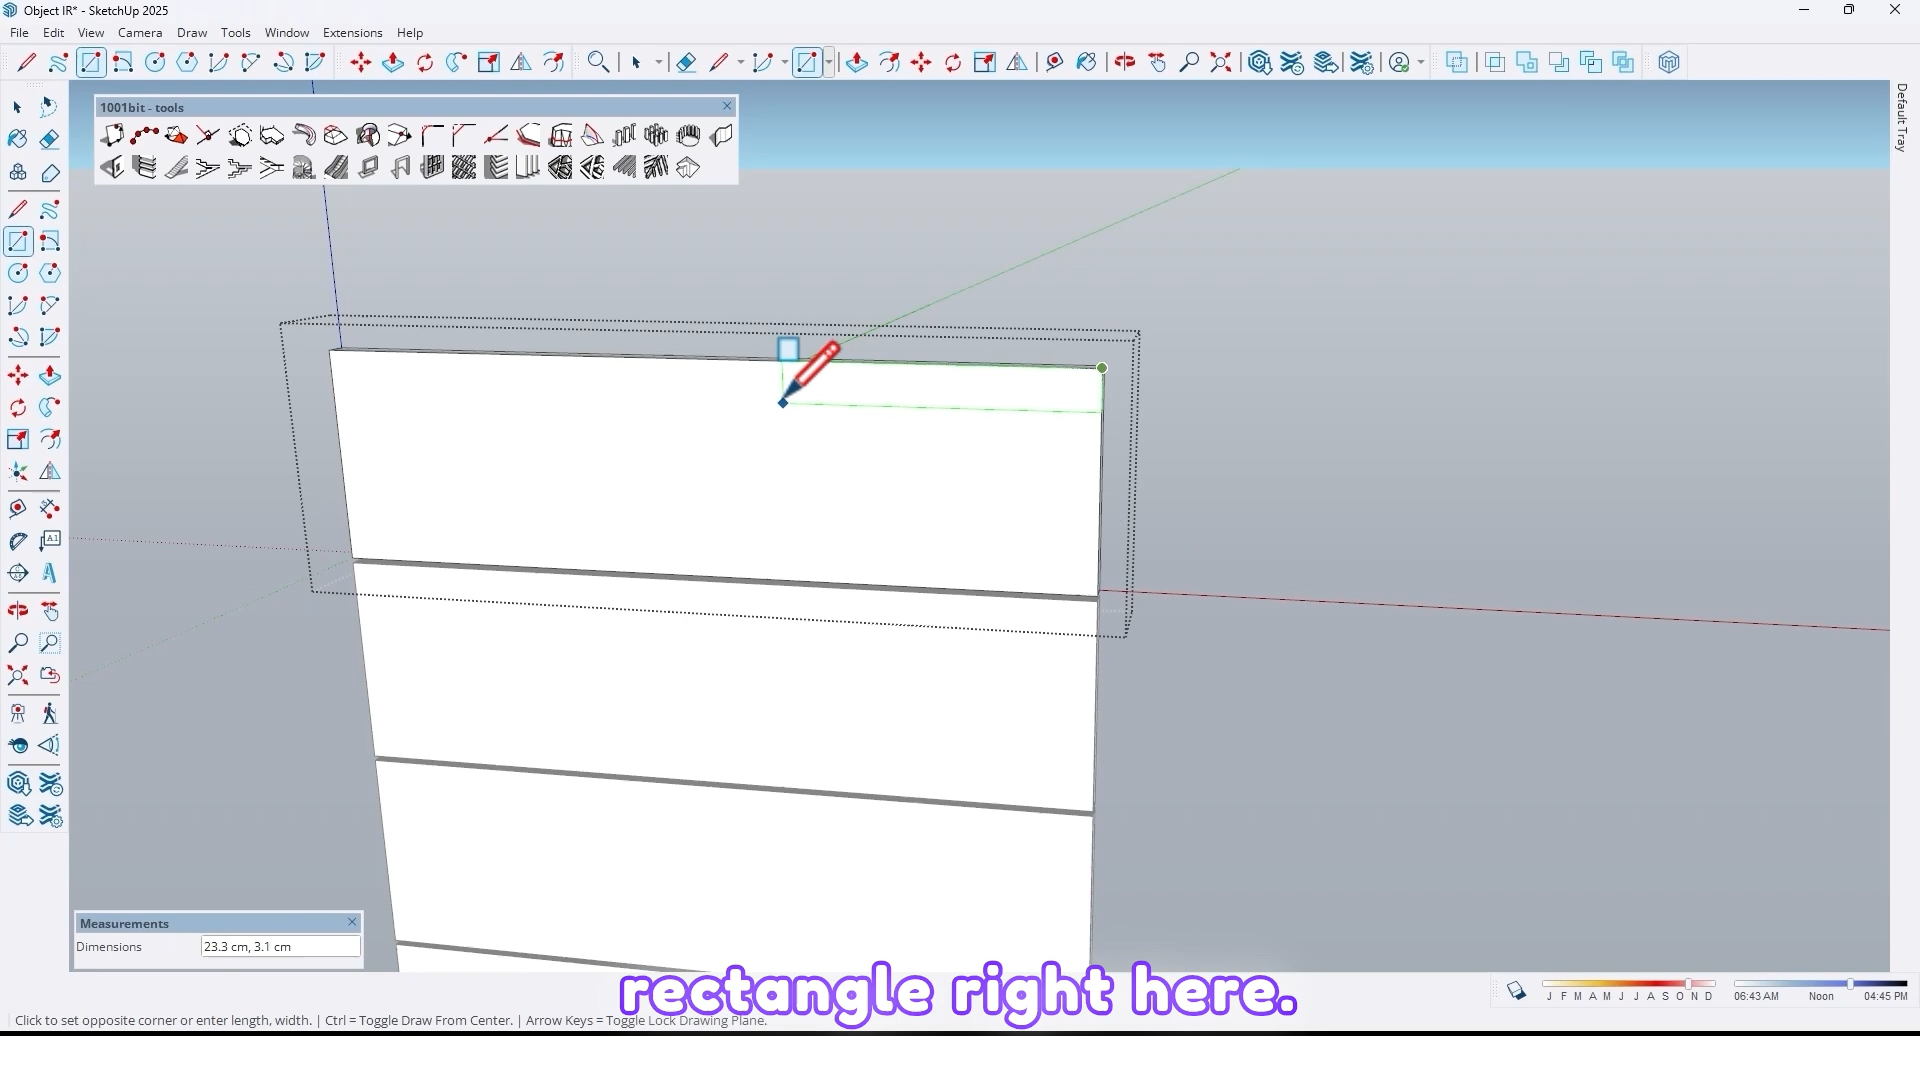 Object IR* - SketchUp 2025
File Edit View Camera Draw Tools Window Extensions Help
1001bit - tools
Default Tray
A1
Measurements
Dimensions 23.3 cm, 3.1 cm
rectangle right here.
J F M A M J J A S O N D 06:43 AM Noon 04:45 PM
Click to set opposite corner or enter length, width. | Ctrl = Toggle Draw From Center. | Arrow Keys = Toggle Lock Drawing Plane.